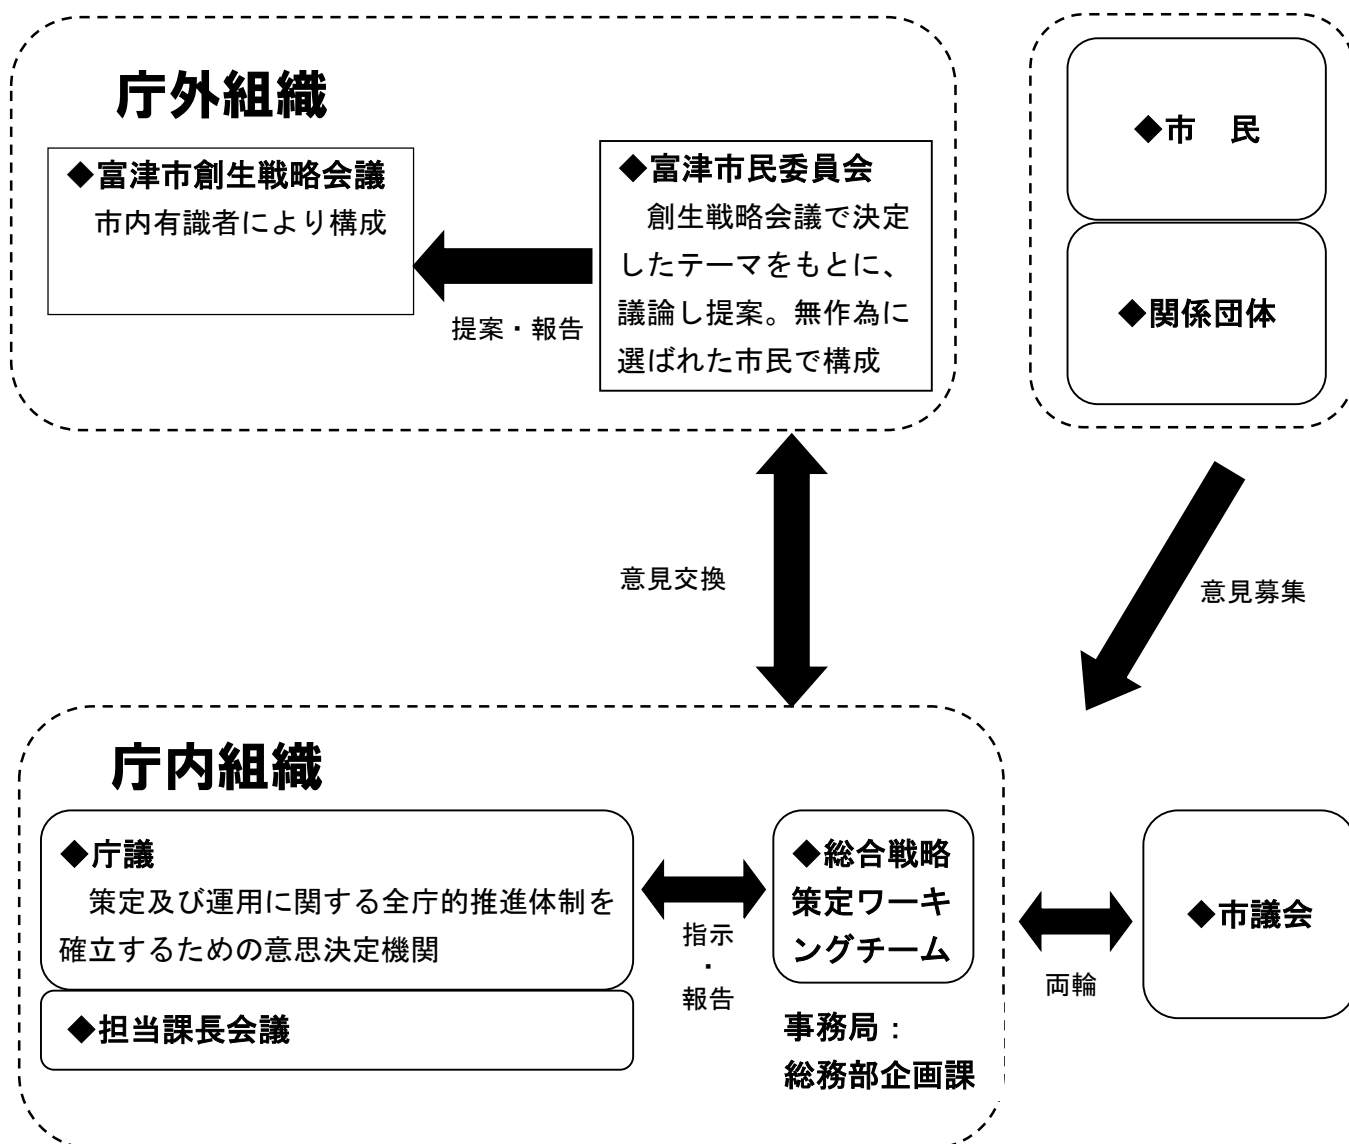 庁外組織
◆富津市創生戦略会議
市内有識者により構成
提案・報告
◆富津市民委員会
創生戦略会議で決定
したテーマをもとに、
議論し提案。無作為に
選ばれた市民で構成
◆市　民
◆関係団体
意見交換
意見募集
庁内組織
◆庁議
策定及び運用に関する全庁的推進体制を
確立するための意思決定機関
◆担当課長会議
指示
・
報告
◆総合戦略
策定ワーキ
ングチーム
事務局：
総務部企画課
両輪
◆市議会